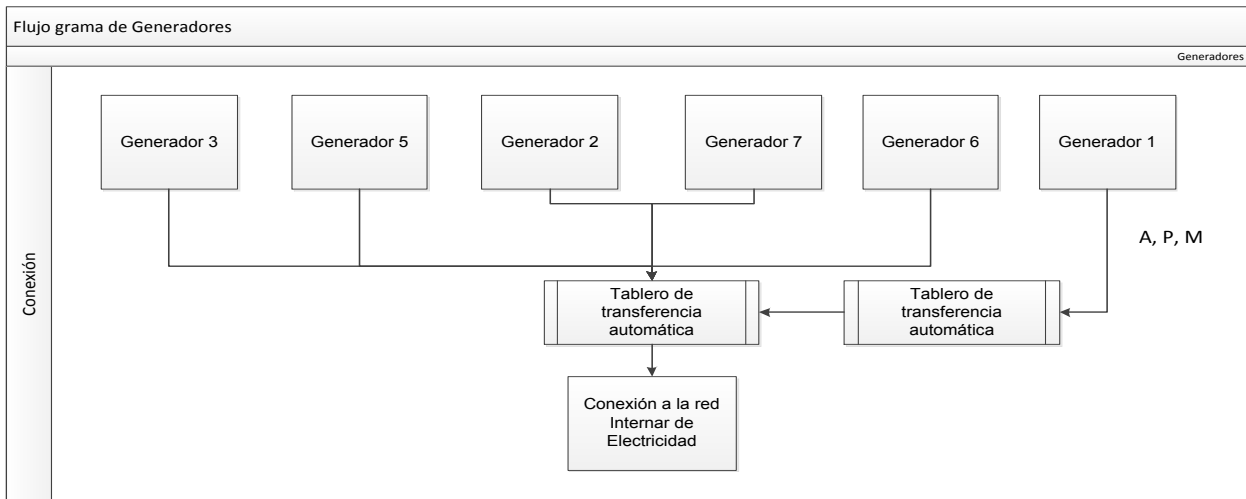 Flujo grama de Generadores
Generadores
Conexión
Generador 3
Generador 5
Generador 2
Generador 7
Generador 6
Generador 1
A, P, M
Tablero de
transferencia
automática
Tablero de
transferencia
automática
Conexión a la red
Internar de
Electricidad